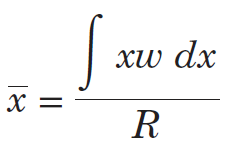 x̄ = ∫ xw dx / R